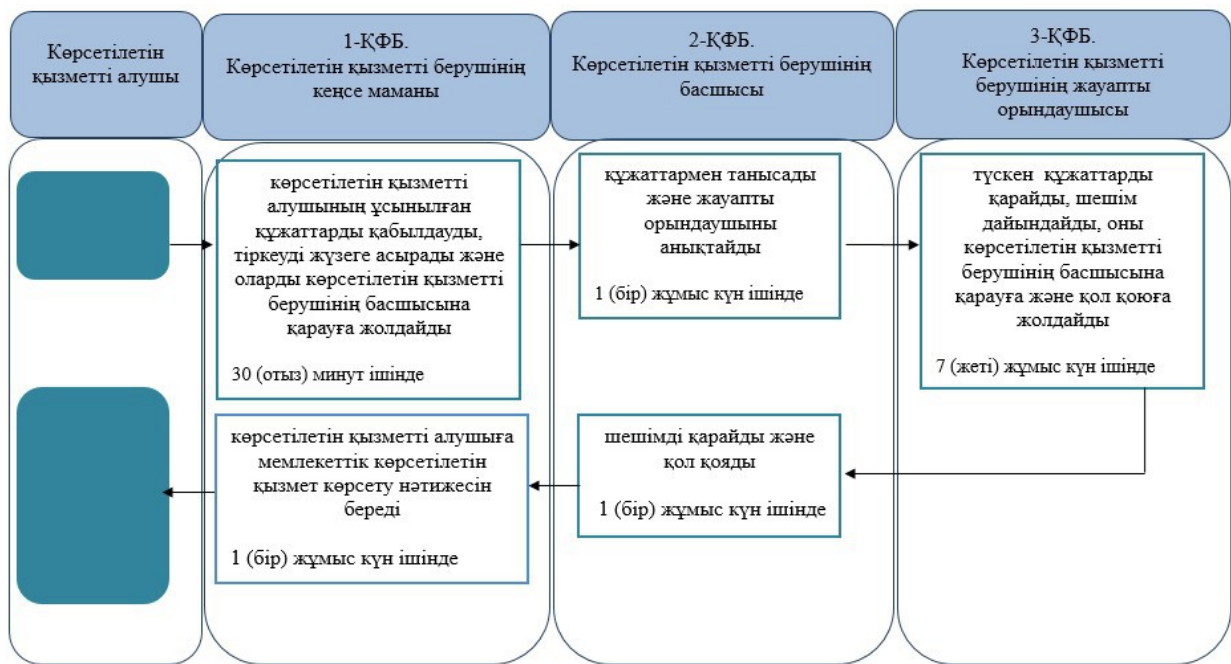 Көрсетілетін
қызметті алушы
1-ҚФБ.
Көрсетілетін қызметті берушінің
кеңсе маманы
2-ҚФБ.
Көрсетілетін қызметті берушінің
басшысы
3-ҚФБ.
Көрсетілетін қызметті
берушінің жауапты
орындаушысы
көрсетілетін қызметті
алушының ұсынылған
құжаттарды қабылдауды,
тіркеуді жүзеге асырады және
оларды көрсетілетін қызметті
берушінің басшысына
қарауға жолдайды
30 (отыз) минут ішінде
құжаттармен танысады
және жауапты
орындаушыны
анықтайды
1 (бір) жұмыс күн ішінде
түскен құжаттарды
қарайды, шешім
дайындайды, оны
көрсетілетін қызметті
берушінің басшысына
қарауға және қол қоюға
жолдайды
7 (жеті) жұмыс күн ішінде
көрсетілетін қызметті алушыға
мемлекеттік көрсетілетін
қызмет көрсету нәтижесін
береді
1 (бір) жұмыс күн ішінде
шешімді қарайды және
қол қояды
1 (бір) жұмыс күн ішінде